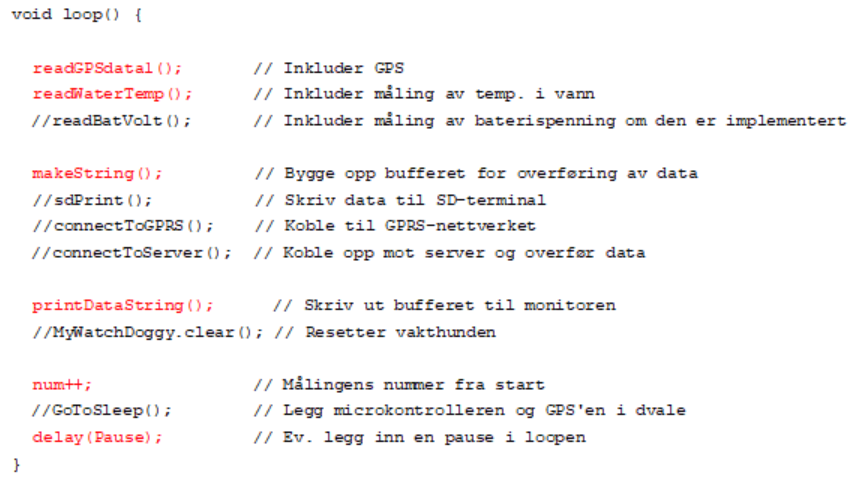 void loop() {
readGPSdata1();       // Inkluder GPS
readWaterTemp();      // Inkluder måling av temp. i vann
//readBatVolt();      // Inkluder måling av baterispenning om den er implementert
makeString();         // Bygge opp bufferet for overføring av data
//sdPrint();          // Skriv data til SD-terminal
//connectToGPRS();    // Koble til GPRS-nettverket
//connectToServer();  // Koble opp mot server og overfør data
printDataString();      // Skriv ut bufferet til monitoren
//MyWatchDoggy.clear(); // Resetter vakthunden
num++;                // Målingens nummer fra start
//GoToSleep();        // Legg microkontrolleren og GPS'en i dvale
delay(Pause);         // Ev. legg inn en pause i loopen
}